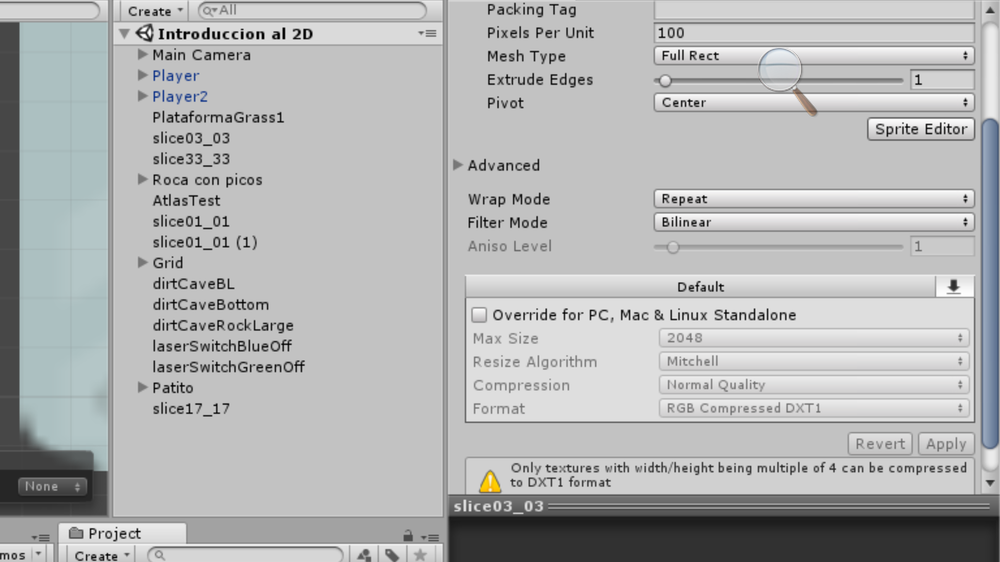 Create
All
Introduccion al 2D
Main Camera
Player
Player2
PlataformaGrass1
slice03_03
slice33_33
Roca con picos
AtlasTest
slice01_01
slice01_01 (1)
Grid
dirtCaveBL
dirtCaveBottom
dirtCaveRockLarge
laserSwitchBlueOff
laserSwitchGreenOff
Patito
slice17_17
None
Project
mos
Create
Packing Tag
Pixels Per Unit 100
Mesh Type Full Rect
Extrude Edges 1
Pivot Center
Sprite Editor
Advanced
Wrap Mode Repeat
Filter Mode Bilinear
Aniso Level 1
Default
Override for PC, Mac & Linux Standalone
Max Size 2048
Resize Algorithm Mitchell
Compression Normal Quality
Format RGB Compressed DXT1
Revert Apply
Only textures with width/height being multiple of 4 can be compressed
to DXT1 format
slice03_03